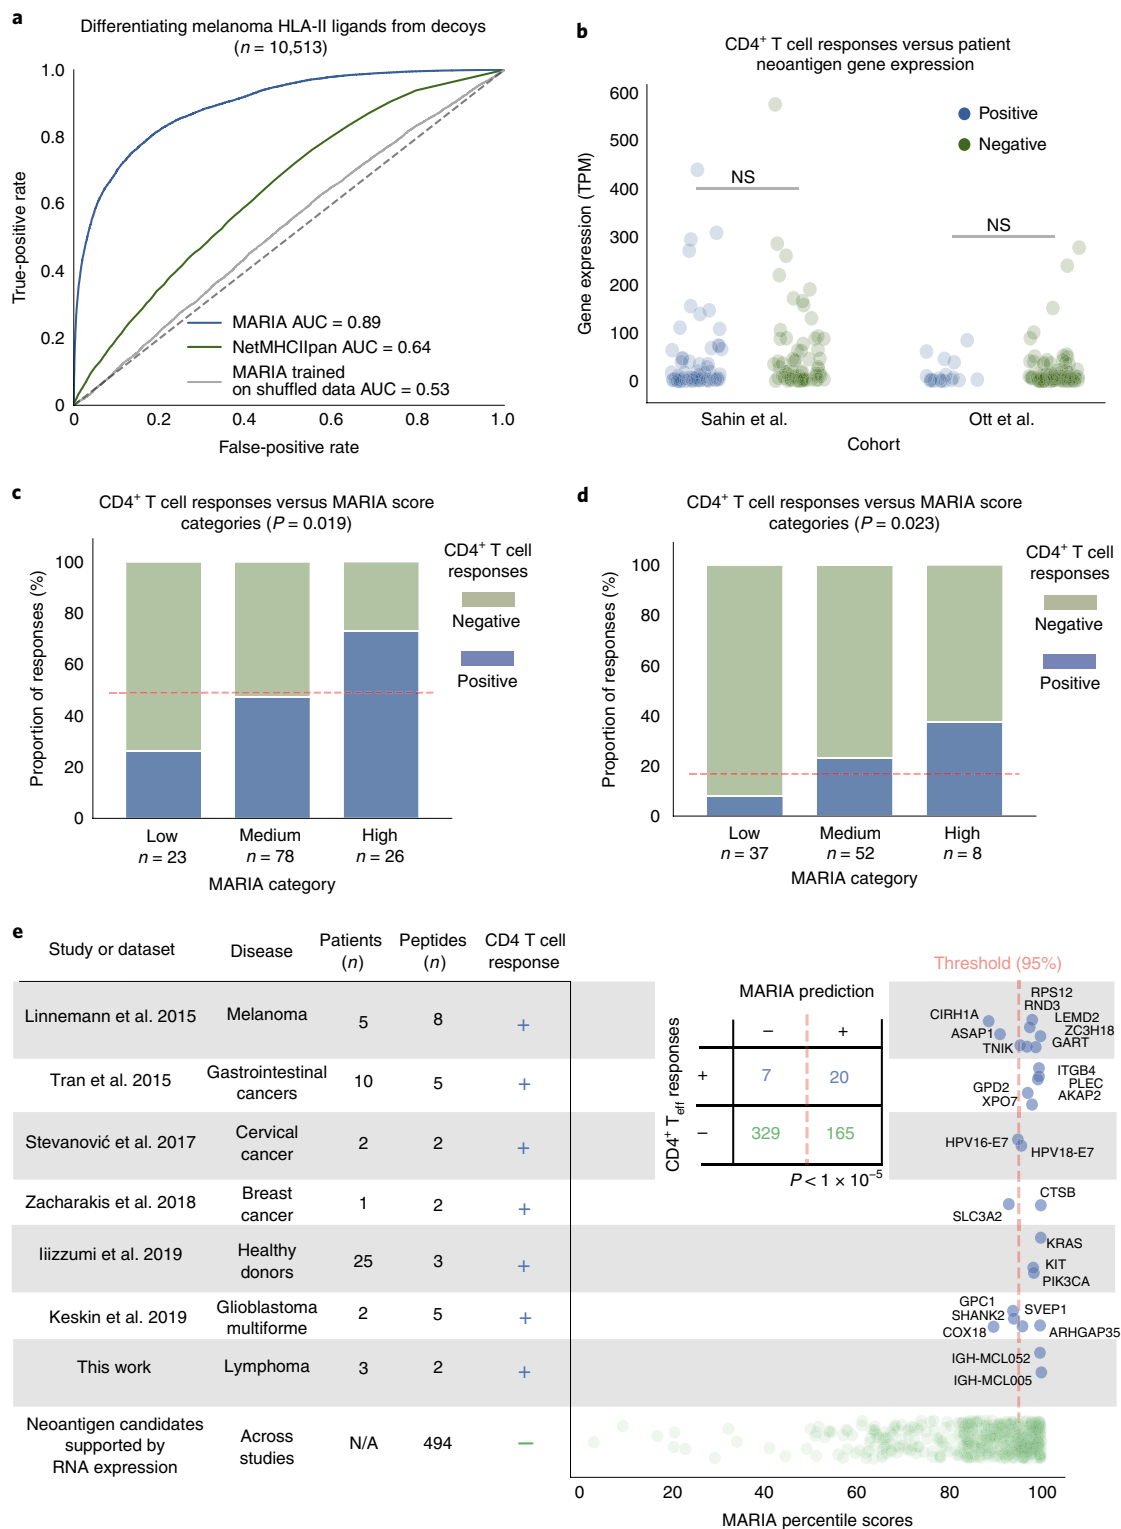 a
Differentiating melanoma HLA-II ligands from decoys
(n = 10,513)
1.0
0.8
0.6
0.4
0.2
0
True-positive rate
MARIA AUC = 0.89
NetMHCIIpan AUC = 0.64
MARIA trained
on shuffled data AUC = 0.53
0 0.2 0.4 0.6 0.8 1.0
False-positive rate
b
CD4+ T cell responses versus patient
neoantigen gene expression
600
500
400
300
200
100
0
Gene expression (TPM)
Positive
Negative
NS
NS
Sahin et al. Ott et al.
Cohort
c
CD4+ T cell responses versus MARIA score
categories (P = 0.019)
CD4+ T cell
responses
Negative
Positive
100
80
60
40
20
0
Proportion of responses (%)
Low Medium High
n = 23 n = 78 n = 26
MARIA category
d
CD4+ T cell responses versus MARIA score
categories (P = 0.023)
CD4+ T cell
responses
Negative
Positive
100
80
60
40
20
0
Proportion of responses (%)
Low Medium High
n = 37 n = 52 n = 8
MARIA category
e
Study or dataset Disease Patients (n) Peptides (n) CD4 T cell response
Linnemann et al. 2015 Melanoma 5 8 +
Tran et al. 2015 Gastrointestinal cancers 10 5 +
Stevanović et al. 2017 Cervical cancer 2 2 +
Zacharakis et al. 2018 Breast cancer 1 2 +
Iiizzumi et al. 2019 Healthy donors 25 3 +
Keskin et al. 2019 Glioblastoma multiforme 2 5 +
This work Lymphoma 3 2 +
Neoantigen candidates supported by RNA expression Across studies N/A 494 −
MARIA prediction
− +
CD4+ Teff responses
+ 7 20
− 329 165
P < 1 × 10−5
Threshold (95%)
RPS12
RND3
CIRH1A
LEMD2
ASAP1
ZC3H18
TNIK
GART
ITGB4
PLEC
GPD2
AKAP2
XPO7
HPV16-E7
HPV18-E7
CTSB
SLC3A2
KRAS
KIT
PIK3CA
GPC1
SVEP1
SHANK2
COX18
ARHGAP35
IGH-MCL052
IGH-MCL005
0 20 40 60 80 100
MARIA percentile scores